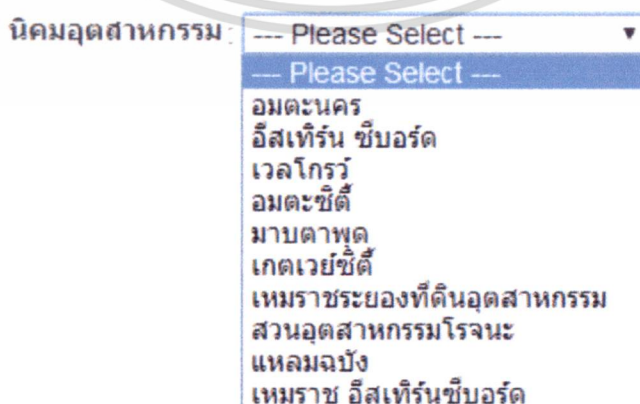 นิคมอุตสาหกรรม: --- Please Select ---
--- Please Select ---
อมตะนคร
อีสเทิร์น ซีบอร์ด
เวลโกรว์
อมตะซิตี้
มาบตาพุด
เกตเวย์ซิตี้
เหมราชระยองที่ดินอุตสาหกรรม
สวนอุตสาหกรรมโรจนะ
แหลมฉบัง
เหมราช อีสเทิร์นซีบอร์ด